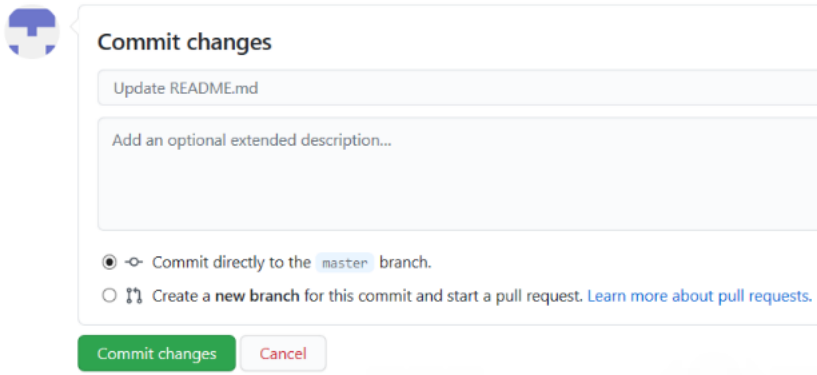 Commit changes
Update README.md
Add an optional extended description...
Commit directly to the master branch.
Create a new branch for this commit and start a pull request. Learn more about pull requests.
Commit changes Cancel